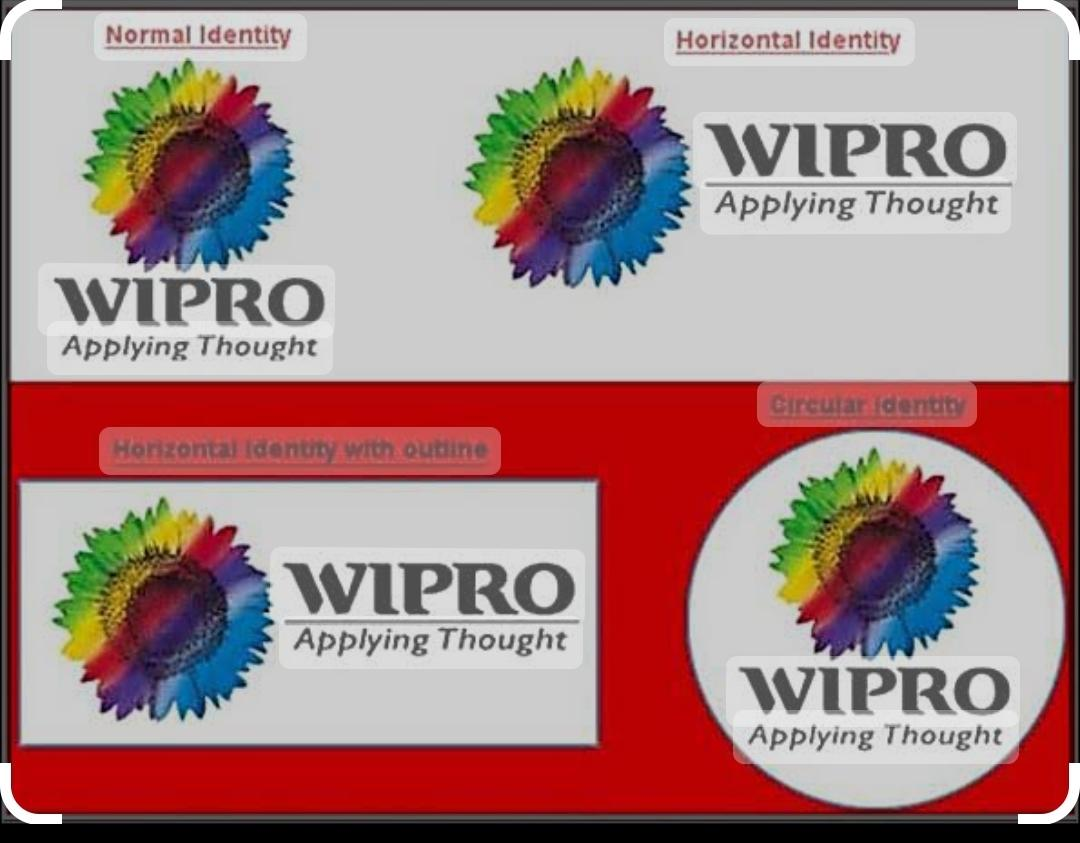 Normal Identity
Horizontal Identity
WIPRO
Applying Thought
WIPRO
Applying Thought
Horizontal Identity with outline
Circular Identity
WIPRO
Applying Thought
WIPRO
Applying Thought